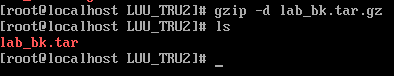 [root@localhost LUU_TRU2]# gzip -d lab_bk.tar.gz
[root@localhost LUU_TRU2]# ls
lab_bk.tar
[root@localhost LUU_TRU2]# _